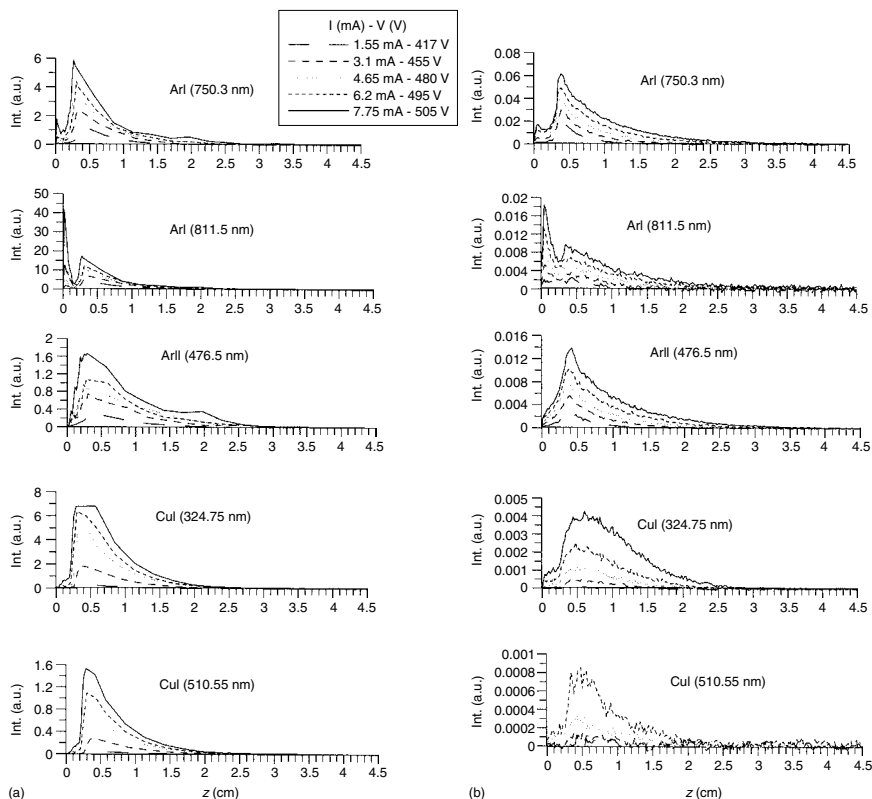 I (mA) - V (V)
1.55 mA - 417 V
3.1 mA - 455 V
4.65 mA - 480 V
6.2 mA - 495 V
7.75 mA - 505 V
Int. (a.u.)
6
4
2
0
ArI (750.3 nm)
0 0.5 1 1.5 2 2.5 3 3.5 4 4.5
Int. (a.u.)
50
40
30
20
10
0
ArI (811.5 nm)
0 0.5 1 1.5 2 2.5 3 3.5 4 4.5
Int. (a.u.)
2
1.6
1.2
0.8
0.4
0
ArII (476.5 nm)
0 0.5 1 1.5 2 2.5 3 3.5 4 4.5
Int. (a.u.)
8
6
4
2
0
CuI (324.75 nm)
0 0.5 1 1.5 2 2.5 3 3.5 4 4.5
Int. (a.u.)
1.6
1.2
0.8
0.4
0
CuI (510.55 nm)
0 0.5 1 1.5 2 2.5 3 3.5 4 4.5
(a)
z (cm)
Int. (a.u.)
0.08
0.06
0.04
0.02
0
ArI (750.3 nm)
0 0.5 1 1.5 2 2.5 3 3.5 4 4.5
Int. (a.u.)
0.02
0.016
0.012
0.008
0.004
0
ArI (811.5 nm)
0 0.5 1 1.5 2 2.5 3 3.5 4 4.5
Int. (a.u.)
0.016
0.012
0.008
0.004
0
ArII (476.5 nm)
0 0.5 1 1.5 2 2.5 3 3.5 4 4.5
Int. (a.u.)
0.005
0.004
0.003
0.002
0.001
0
CuI (324.75 nm)
0 0.5 1 1.5 2 2.5 3 3.5 4 4.5
Int. (a.u.)
0.001
0.0008
0.0006
0.0004
0.0002
0
CuI (510.55 nm)
0 0.5 1 1.5 2 2.5 3 3.5 4 4.5
(b)
z (cm)